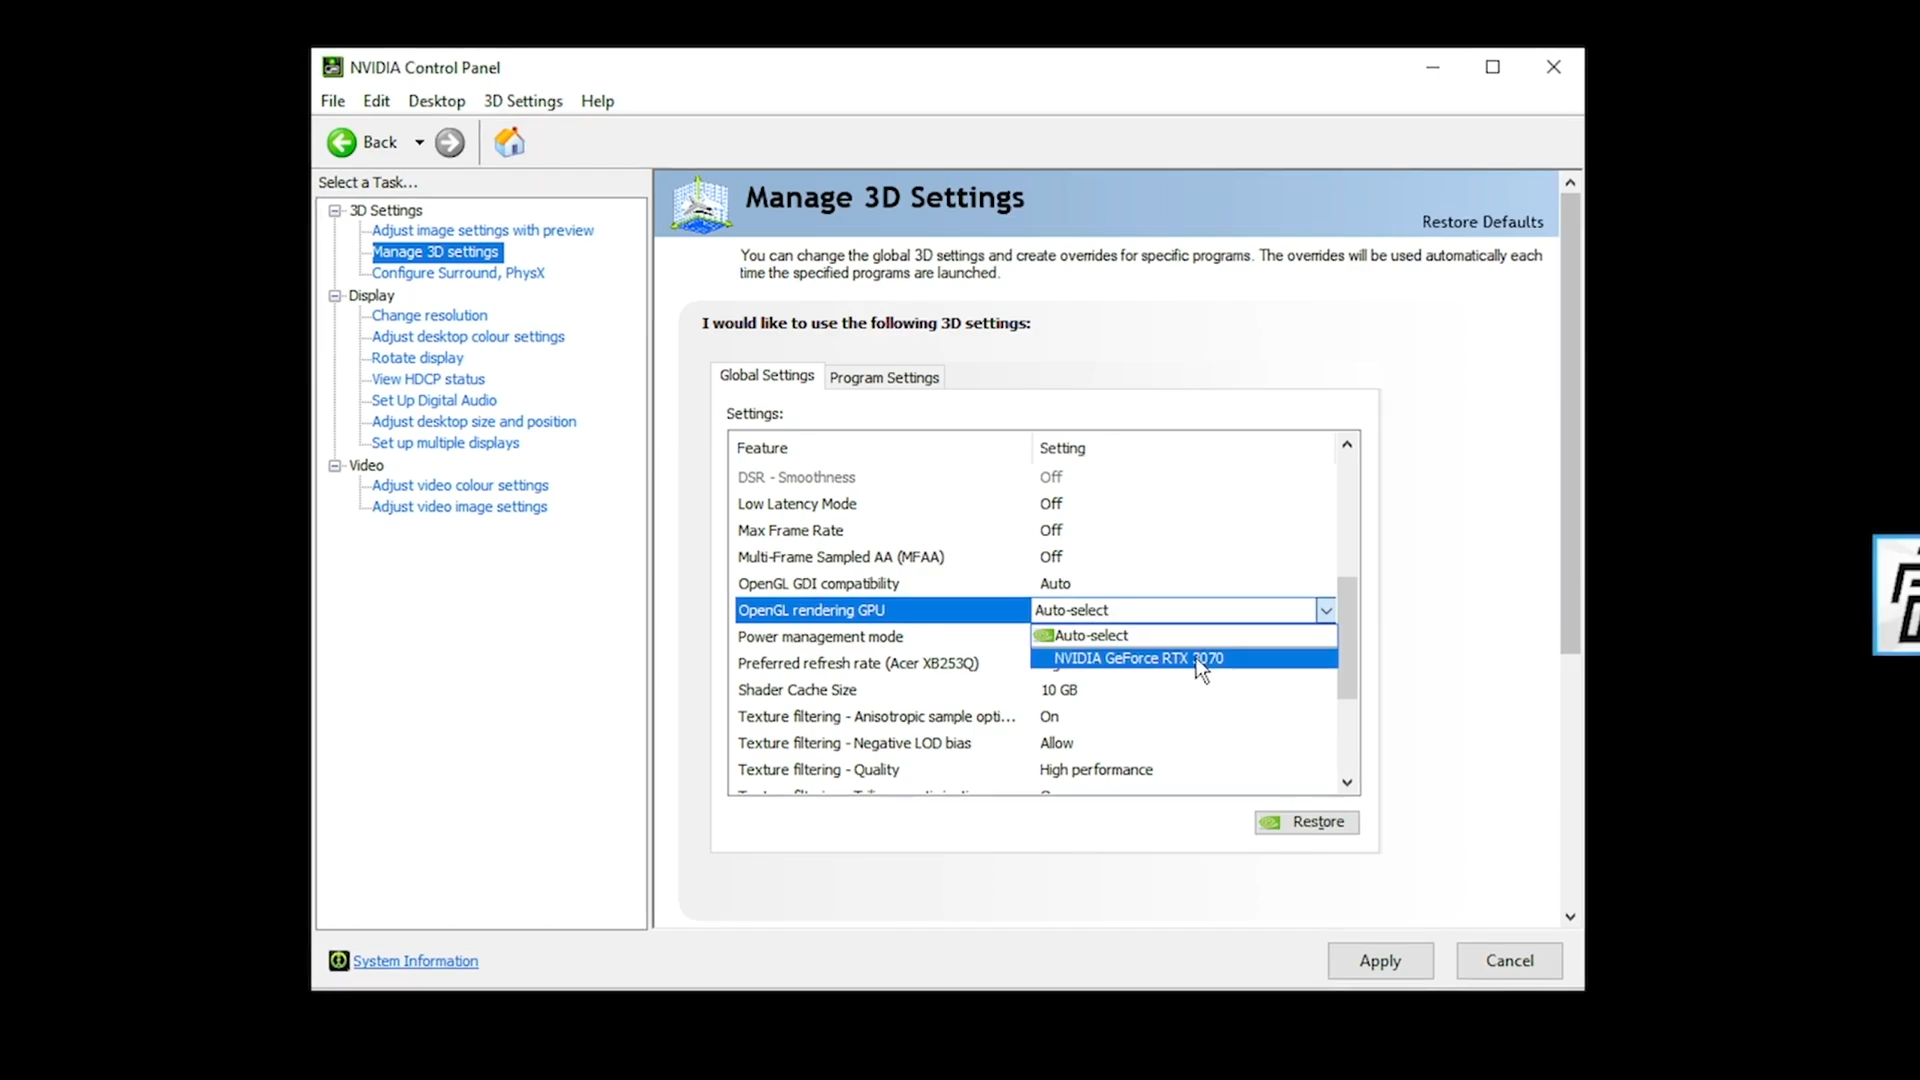 NVIDIA Control Panel
File Edit Desktop 3D Settings Help
Back
Select a Task...
3D Settings
Adjust image settings with preview
Manage 3D settings
Configure Surround, PhysX
Display
Change resolution
Adjust desktop colour settings
Rotate display
View HDCP status
Set Up Digital Audio
Adjust desktop size and position
Set up multiple displays
Video
Adjust video colour settings
Adjust video image settings
System Information
Manage 3D Settings
Restore Defaults
You can change the global 3D settings and create overrides for specific programs. The overrides will be used automatically each
time the specified programs are launched.
I would like to use the following 3D settings:
Global Settings Program Settings
Settings:
Feature Setting
DSR - Smoothness Off
Low Latency Mode Off
Max Frame Rate Off
Multi-Frame Sampled AA (MFAA) Off
OpenGL GDI compatibility Auto
OpenGL rendering GPU Auto-select
Auto-select
Power management mode
NVIDIA GeForce RTX 3070
Preferred refresh rate (Acer XB253Q)
Shader Cache Size 10 GB
Texture filtering - Anisotropic sample opti... On
Texture filtering - Negative LOD bias Allow
Texture filtering - Quality High performance
Restore
Apply Cancel